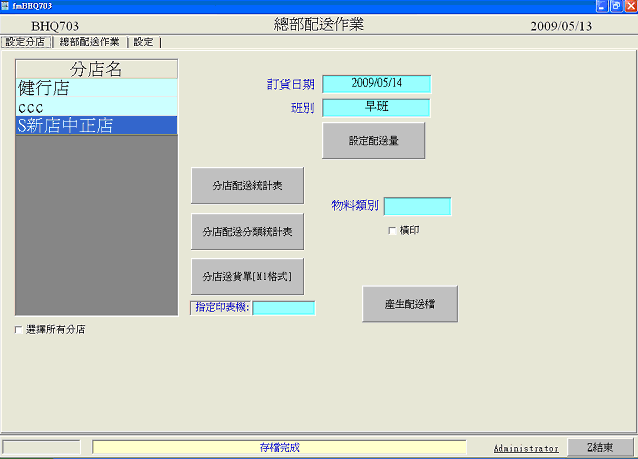 fmBHQ703
BHQ703 總部配送作業 2009/05/13
設定分店 總部配送作業 設定
分店名
健行店
ccc
S新店中正店
訂貨日期 2009/05/14
班別 早班
設定配送量
分店配送統計表
物料類別
分店配送分類統計表
橫印
分店送貨單[M1格式]
產生配送檔
指定印表機:
選擇所有分店
存檔完成 Administrator Z結束